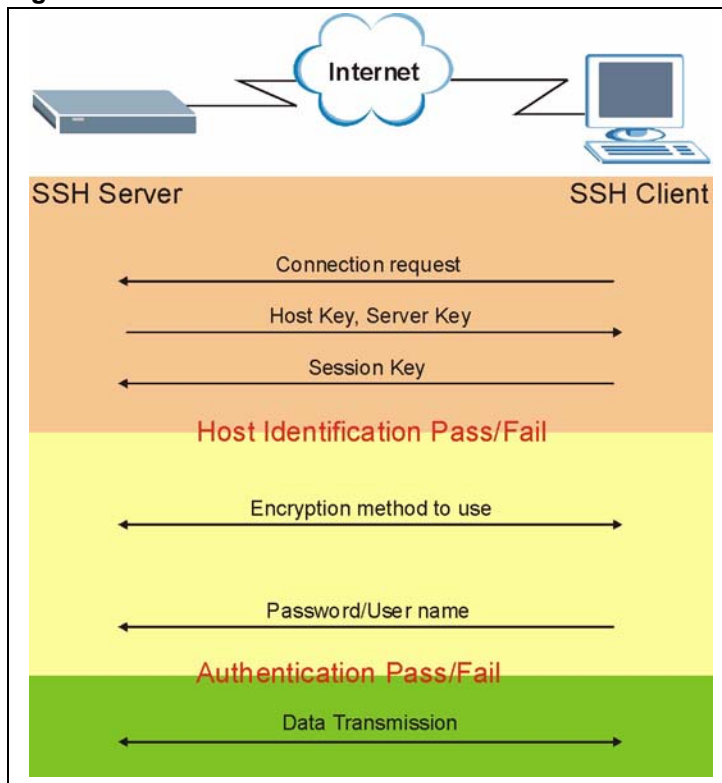 Internet
SSH Server
SSH Client
Connection request
Host Key, Server Key
Session Key
Host Identification Pass/Fail
Encryption method to use
Password/User name
Authentication Pass/Fail
Data Transmission